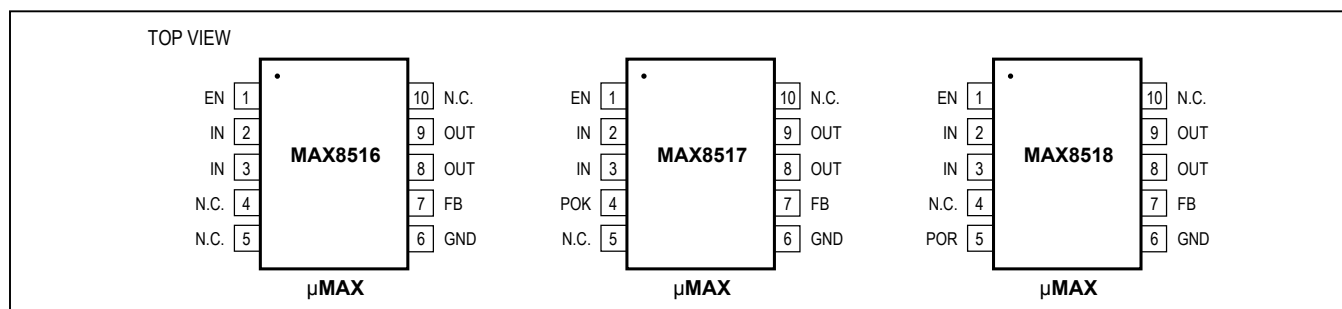 TOP VIEW
EN 1 10 N.C.
IN 2 9 OUT
IN 3 8 OUT
N.C. 4 7 FB
N.C. 5 6 GND
MAX8516
µMAX
EN 1 10 N.C.
IN 2 9 OUT
IN 3 8 OUT
POK 4 7 FB
N.C. 5 6 GND
MAX8517
µMAX
EN 1 10 N.C.
IN 2 9 OUT
IN 3 8 OUT
N.C. 4 7 FB
POR 5 6 GND
MAX8518
µMAX